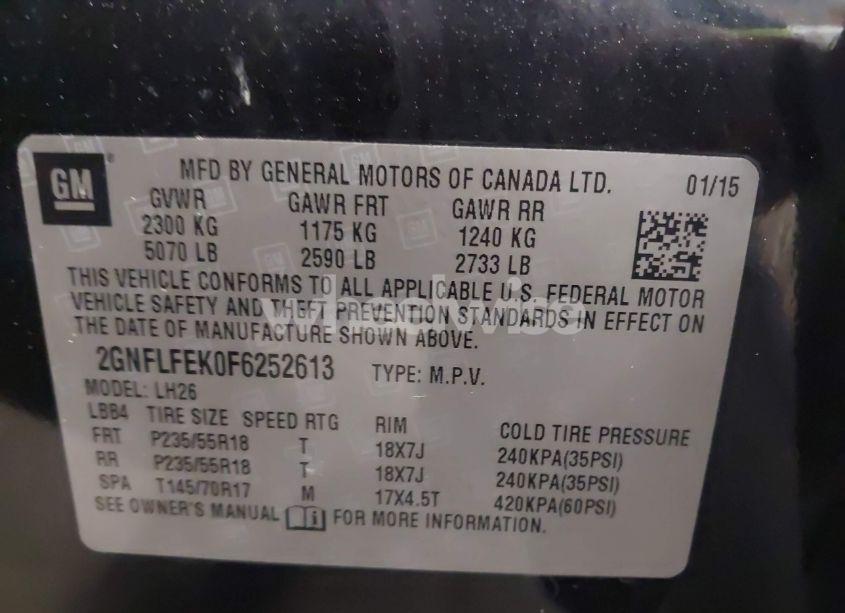 GM
MFD BY GENERAL MOTORS OF CANADA LTD. 01/15
GVWR GAWR FRT GAWR RR
2300 KG 1175 KG 1240 KG
5070 LB 2590 LB 2733 LB
THIS VEHICLE CONFORMS TO ALL APPLICABLE U.S. FEDERAL MOTOR
VEHICLE SAFETY AND THEFT PREVENTION STANDARDS IN EFFECT ON
THE DATE OF MANUFACTURE SHOWN ABOVE.
2GNFLFEK0F6252613 TYPE: M.P.V.
MODEL: LH26
LBB4 TIRE SIZE SPEED RTG RIM COLD TIRE PRESSURE
FRT P235/55R18 T 18X7J 240KPA(35PSI)
RR P235/55R18 T 18X7J 240KPA(35PSI)
SPA T145/70R17 M 17X4.5T 420KPA(60PSI)
SEE OWNER'S MANUAL i FOR MORE INFORMATION.